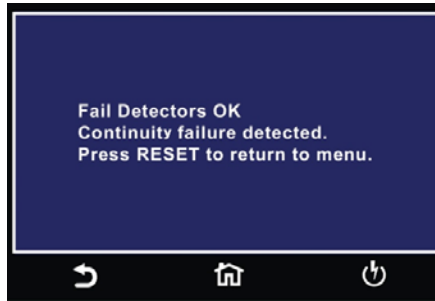 Fail Detectors OK
Continuity failure detected.
Press RESET to return to menu.